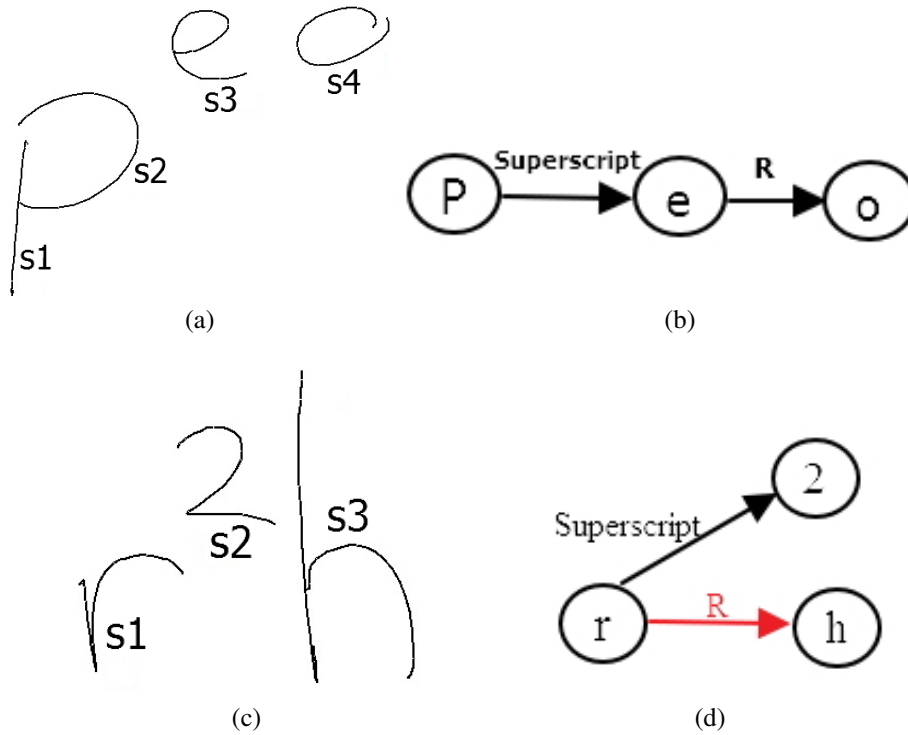 P e o
s3 s4
s2
s1
Superscript R
P e o
(a) (b)
r 2 h
s3
s2
s1
2
Superscript
R
r h
(c) (d)